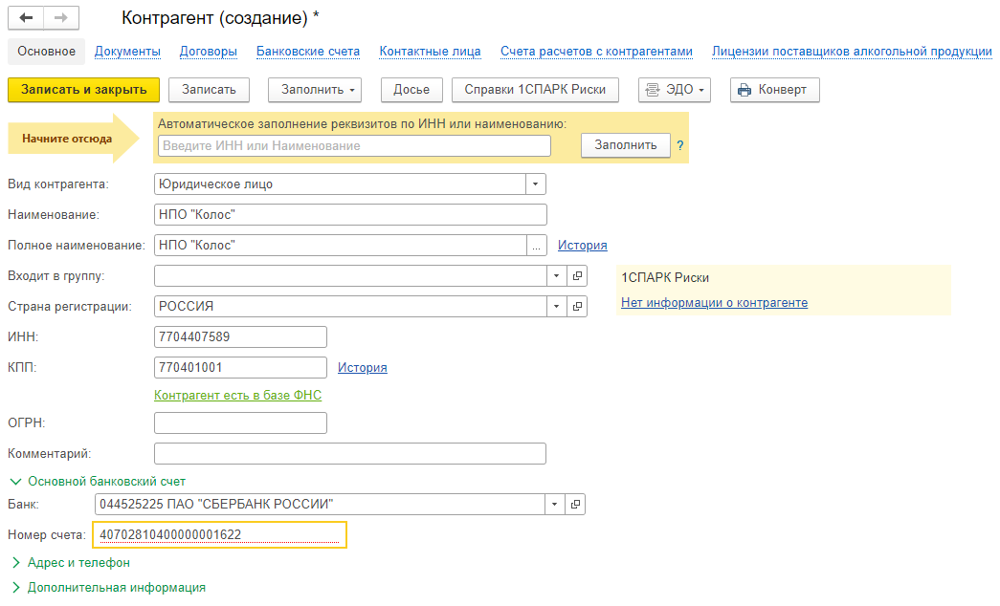 Контрагент (создание) *
Основное Документы Договоры Банковские счета Контактные лица Счета расчетов с контрагентами Лицензии поставщиков алкогольной продукции
Записать и закрыть Записать Заполнить Досье Справки 1СПАРК Риски ЭДО Конверт
Автоматическое заполнение реквизитов по ИНН или наименованию:
Начните отсюда
Введите ИНН или Наименование Заполнить ?
Вид контрагента: Юридическое лицо
Наименование: НПО "Колос"
Полное наименование: НПО "Колос" ... История
Входит в группу: 1СПАРК Риски
Страна регистрации: РОССИЯ Нет информации о контрагенте
ИНН: 7704407589
КПП: 770401001 История
Контрагент есть в базе ФНС
ОГРН:
Комментарий:
Основной банковский счет
Банк: 044525225 ПАО "СБЕРБАНК РОССИИ"
Номер счета: 40702810400000001622
Адрес и телефон
Дополнительная информация